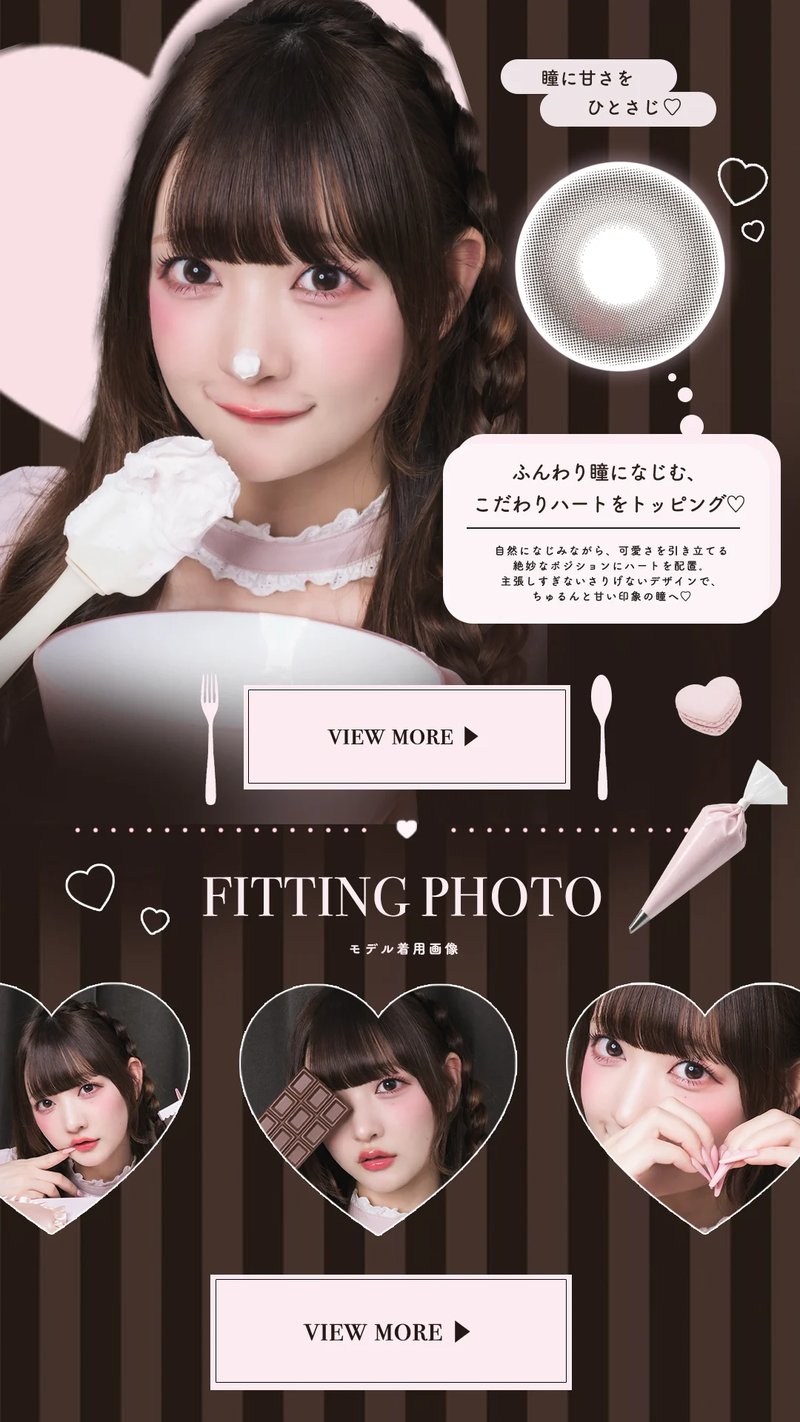 瞳に甘さを
ひとさじ♡
ふんわり瞳になじむ、
こだわりハートをトッピング♡
自然になじみながら、可愛さを引き立てる
絶妙なポジションにハートを配置。
主張しすぎないさりげないデザインで、
ちゅるんと甘い印象の瞳へ♡
VIEW MORE ▶
FITTING PHOTO
モデル着用画像
VIEW MORE ▶